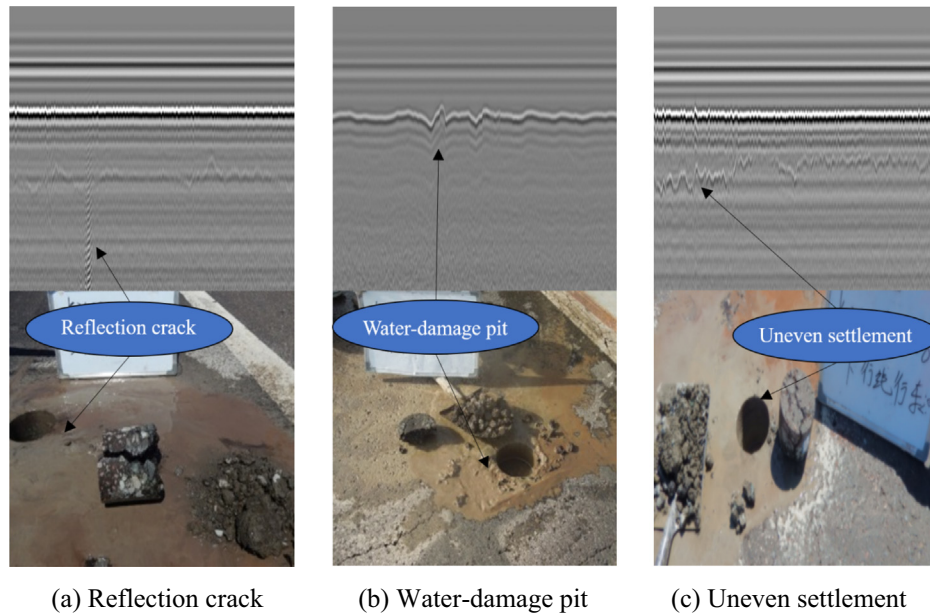 Reflection crack
Water-damage pit
Uneven settlement
(a) Reflection crack
(b) Water-damage pit
(c) Uneven settlement